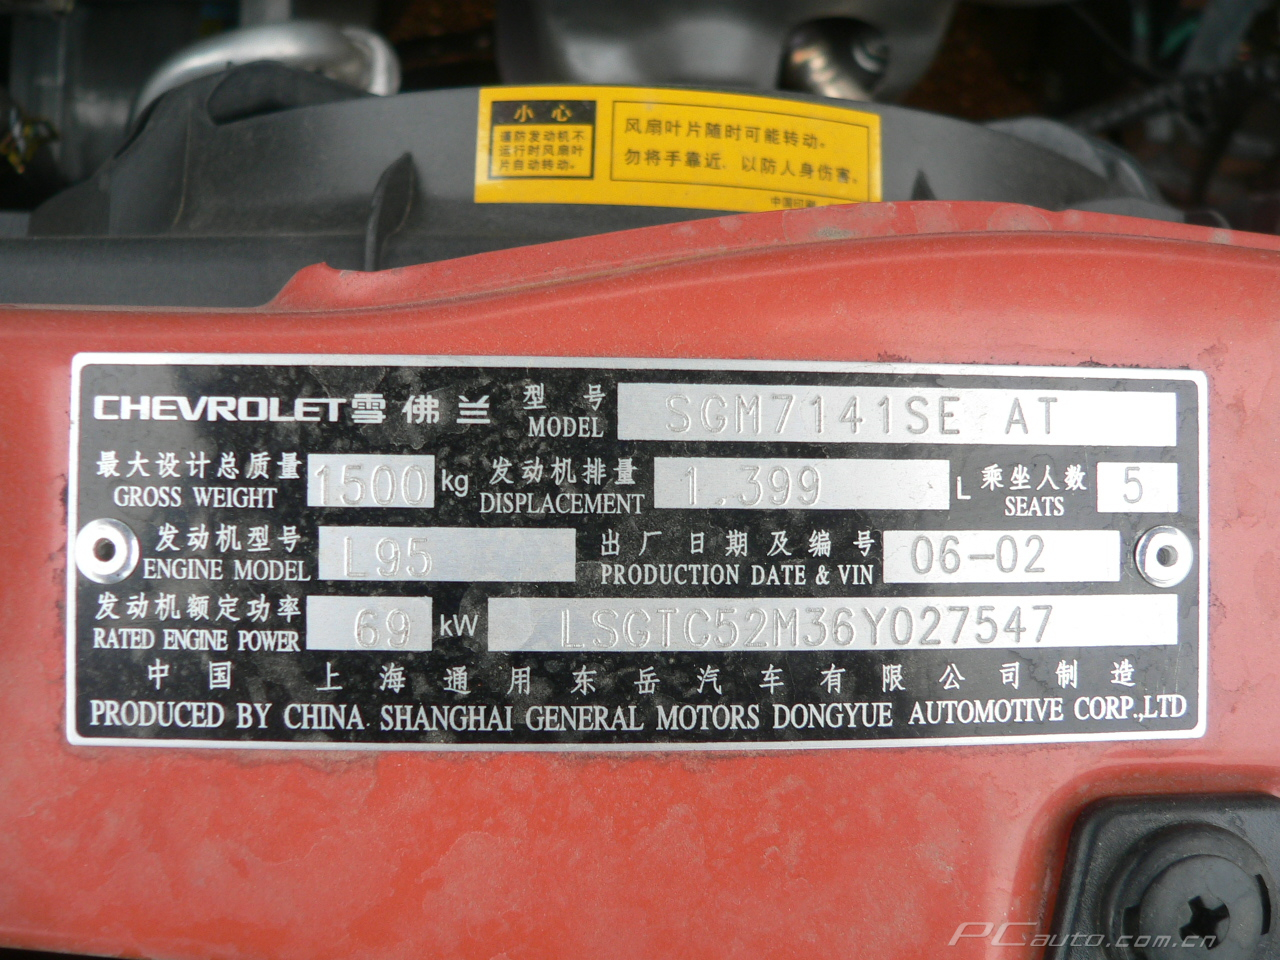 小心
谨防发动机不
运行时风扇叶
片自动转动。
风扇叶片随时可能转动。
勿将手靠近．以防人身伤害。
中国印刷
CHEVROLET雪佛兰 型号 SGM7141SE AT
MODEL
最大设计总质量 1500 kg 发动机排量 1.399 L 乘坐人数 5
GROSS WEIGHT DISPLACEMENT SEATS
发动机型号 L95 出厂日期及编号 06-02
ENGINE MODEL PRODUCTION DATE & VIN
发动机额定功率 69 kW LSGTC52M36Y027547
RATED ENGINE POWER
中国 上海通用东岳汽车有限公司制造
PRODUCED BY CHINA SHANGHAI GENERAL MOTORS DONGYUE AUTOMOTIVE CORP.,LTD
PCauto.com.cn